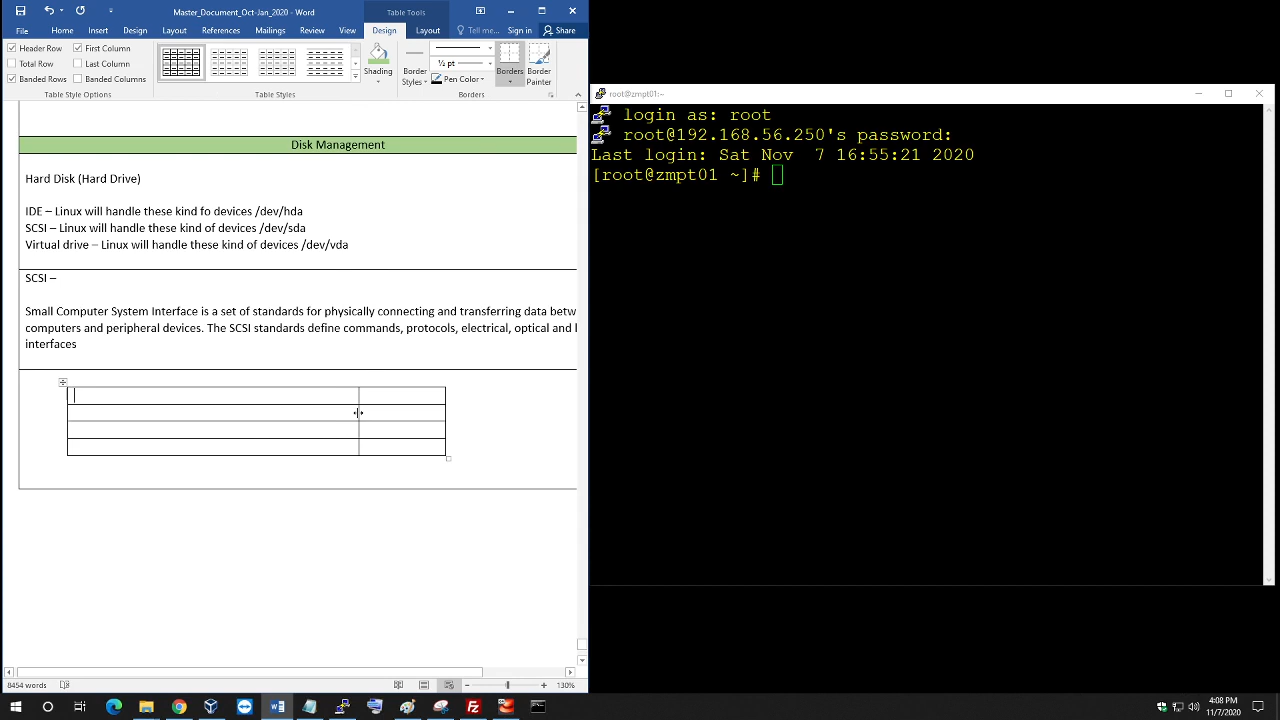 Master_Document_Oct-Jan_2020 - Word
Table Tools
File
Home
Insert
Design
Layout
References
Mailings
Review
View
Design
Layout
Tell me...
Sign in
Share
Header Row
First Column
Total Row
Last Column
Banded Rows
Banded Columns
Table Style Options
Table Styles
Shading
Border
Styles
½ pt
Pen Color
Borders
Border
Painter
Borders
Disk Management
Hard Disk (Hard Drive)
IDE – Linux will handle these kind fo devices /dev/hda
SCSI – Linux will handle these kind of devices /dev/sda
Virtual drive – Linux will handle these kind of devices /dev/vda
SCSI –
Small Computer System Interface is a set of standards for physically connecting and transferring data betw
computers and peripheral devices. The SCSI standards define commands, protocols, electrical, optical and l
interfaces
8454 words
130%
root@zmpt01:~
login as: root
root@192.168.56.250's password:
Last login: Sat Nov  7 16:55:21 2020
[root@zmpt01 ~]#
4:08 PM
11/7/2020